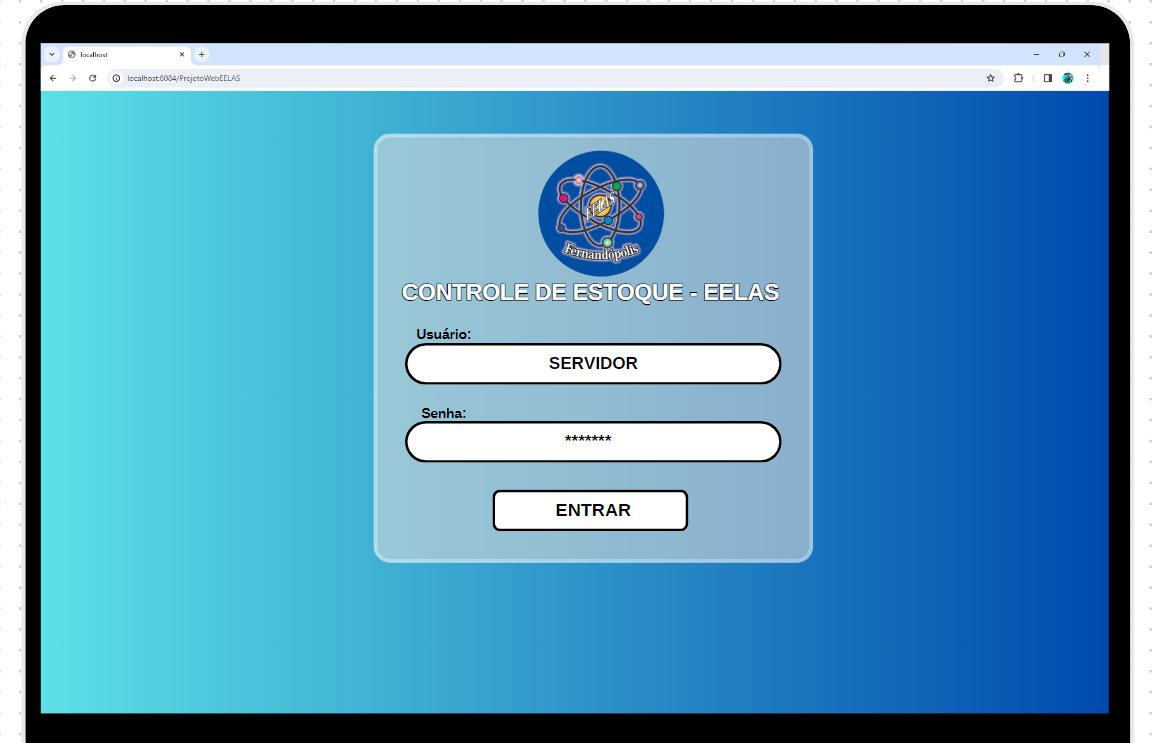 localhost
localhost:8084/ProjetoWebEELAS
EELAS
Fernandópolis
CONTROLE DE ESTOQUE - EELAS
Usuário:
SERVIDOR
Senha:
*******
ENTRAR